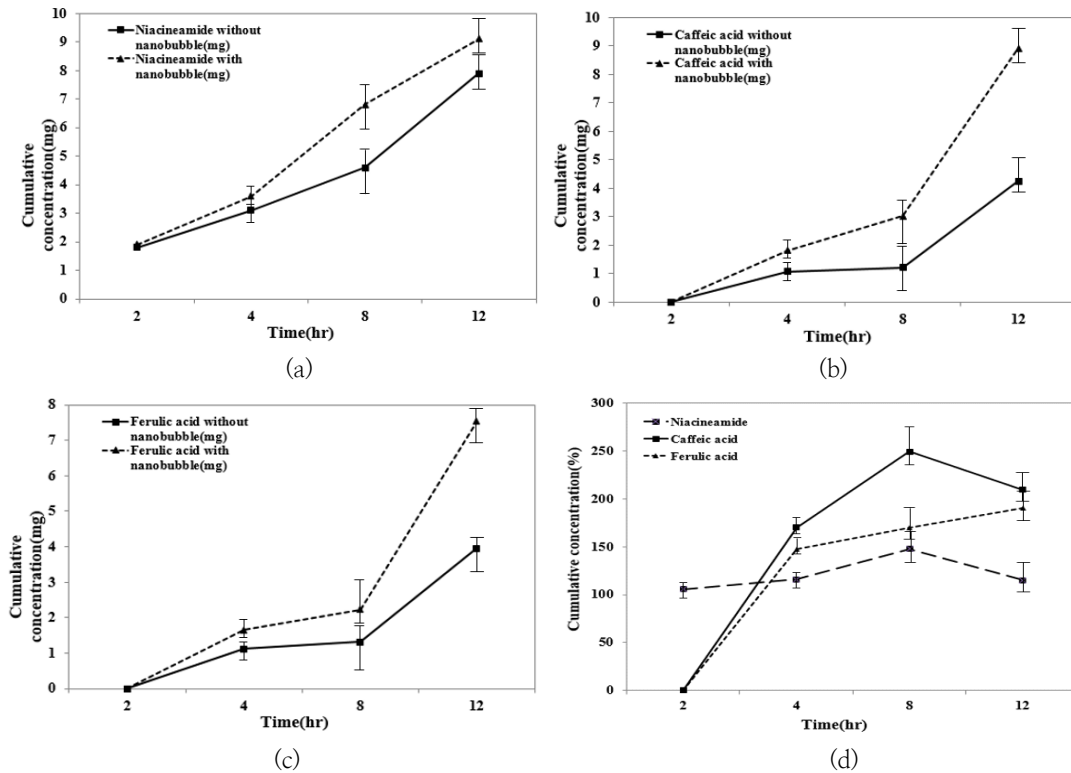 10
9
8
7
6
5
4
3
2
1
0
Cumulative
concentration(mg)
Niacineamide without
nanobubble(mg)
Niacineamide with
nanobubble(mg)
2
4
8
12
Time(hr)
(a)
10
9
8
7
6
5
4
3
2
1
0
Cumulative
concentration(mg)
Caffeic acid without
nanobubble(mg)
Caffeic acid with
nanobubble(mg)
2
4
8
12
Time(hr)
(b)
8
7
6
5
4
3
2
1
0
Cumulative
concentration(mg)
Ferulic acid without
nanobubble(mg)
Ferulic acid with
nanobubble(mg)
2
4
8
12
Time(hr)
(c)
300
250
200
150
100
50
0
Cumulative concentration(%)
Niacineamide
Caffeic acid
Ferulic acid
2
4
8
12
Time(hr)
(d)